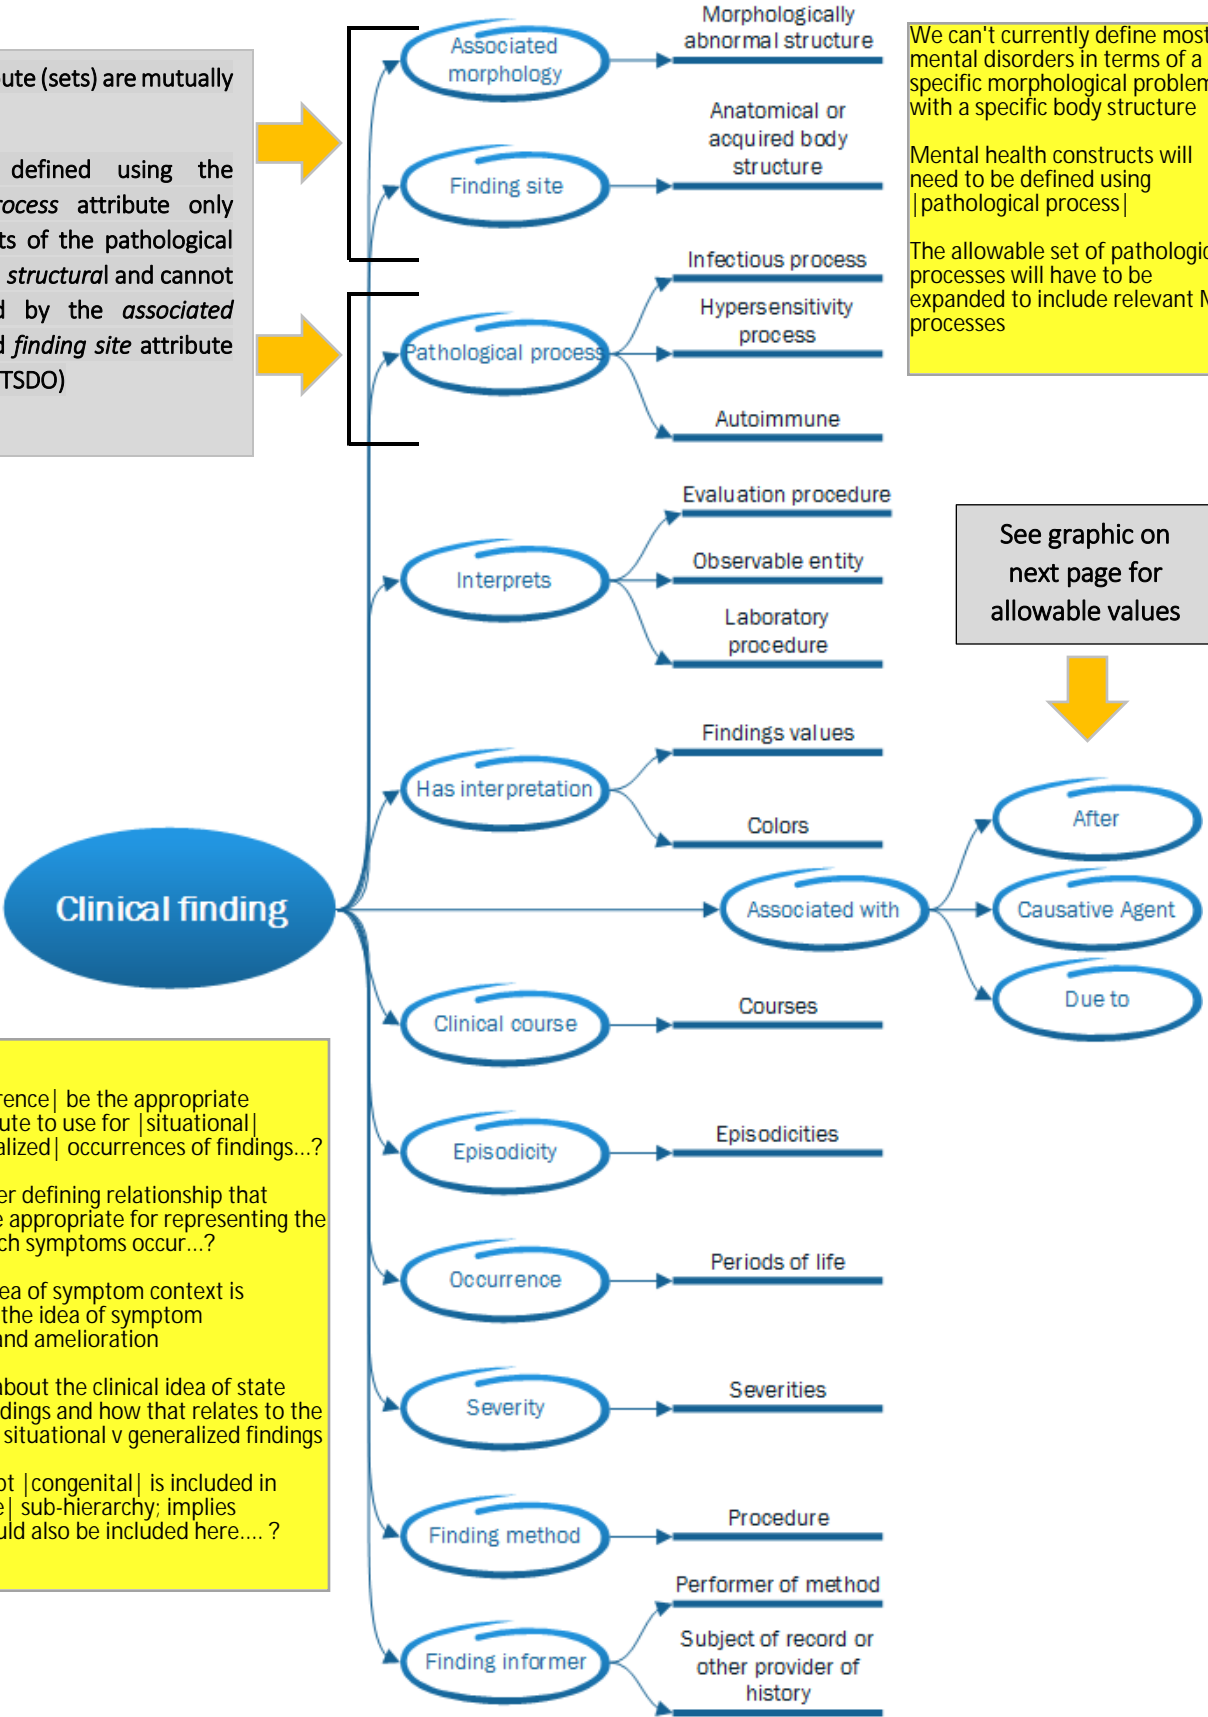 bute (sets) are mutually
defined using the
rocess attribute only
ts of the pathological
structural and cannot
d by the associated
d finding site attribute
TSDO)
Associated
morphology
Morphologically
abnormal structure
Finding site
Anatomical or
acquired body
structure
Pathological process
Infectious process
Hypersensitivity
process
Autoimmune
We can't currently define most
mental disorders in terms of a
specific morphological problem
with a specific body structure
Mental health constructs will
need to be defined using
|pathological process|
The allowable set of pathologic
processes will have to be
expanded to include relevant M
processes
Interprets
Evaluation procedure
Observable entity
Laboratory
procedure
See graphic on
next page for
allowable values
Has interpretation
Findings values
Colors
Clinical finding
Associated with
After
Causative Agent
Due to
Clinical course
Courses
Episodicity
Episodicities
Occurrence
Periods of life
Severity
Severities
Finding method
Procedure
Finding informer
Performer of method
Subject of record or
other provider of
history
rence| be the appropriate
ute to use for |situational|
alized| occurrences of findings...?
er defining relationship that
e appropriate for representing the
ch symptoms occur...?
ea of symptom context is
the idea of symptom
and amelioration
about the clinical idea of state
dings and how that relates to the
situational v generalized findings
pt |congenital| is included in
e| sub-hierarchy; implies
uld also be included here.... ?